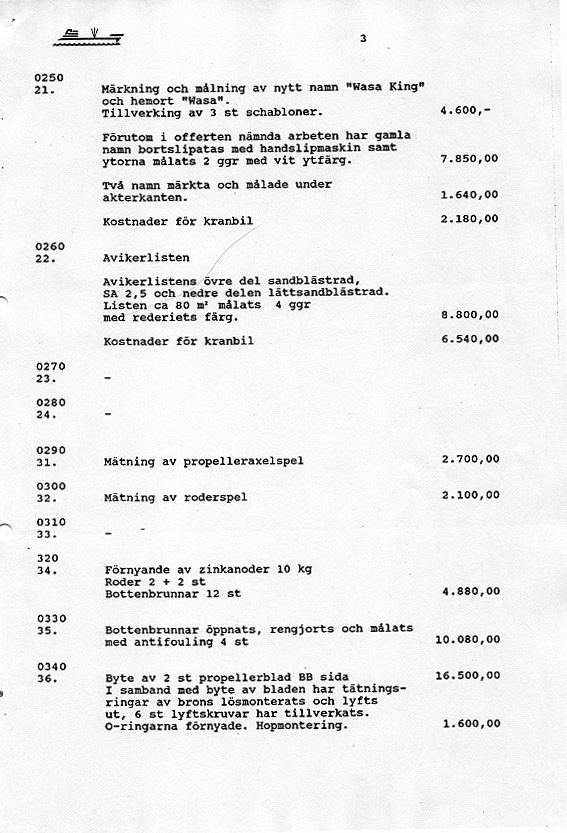 3
0250
21. Märkning och målning av nytt namn "Wasa King"
och hemort "Wasa".
Tillverking av 3 st schabloner. 4.600,-
Förutom i offerten nämnda arbeten har gamla
namn bortslipatas med handslipmaskin samt
ytorna målats 2 ggr med vit ytfärg. 7.850,00
Två namn märkta och målade under
akterkanten. 1.640,00
Kostnader för kranbil 2.180,00
0260
22. Avikerlisten
Avikerlistens övre del sandblästrad,
SA 2,5 och nedre delen lättsandblästrad.
Listen ca 80 m² målats 4 ggr
med rederiets färg. 8.800,00
Kostnader för kranbil 6.540,00
0270
23. -
0280
24. -
0290
31. Mätning av propelleraxelspel 2.700,00
0300
32. Mätning av roderspel 2.100,00
0310
33. -
320
34. Förnyande av zinkanoder 10 kg
Roder 2 + 2 st
Bottenbrunnar 12 st 4.880,00
0330
35. Bottenbrunnar öppnats, rengjorts och målats
med antifouling 4 st 10.080,00
0340
36. Byte av 2 st propellerblad BB sida 16.500,00
I samband med byte av bladen har tätnings-
ringar av brons lösmonterats och lyfts
ut, 6 st lyftskruvar har tillverkats.
O-ringarna förnyade. Hopmontering. 1.600,00